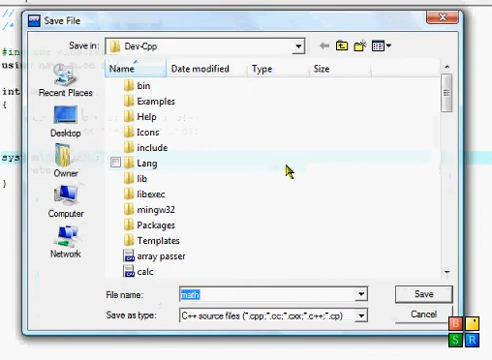 Save File
Save in:
Dev-Cpp
Name
Date modified
Type
Size
Recent Places
Desktop
Owner
Computer
Network
bin
Examples
Help
Icons
include
Lang
lib
libexec
mingw32
Packages
Templates
array passer
calc
File name:
math
Save
Save as type:
C++ source files (*.cpp;*.cc;*.cxx;*.c++;*.cp)
Cancel
B
S R